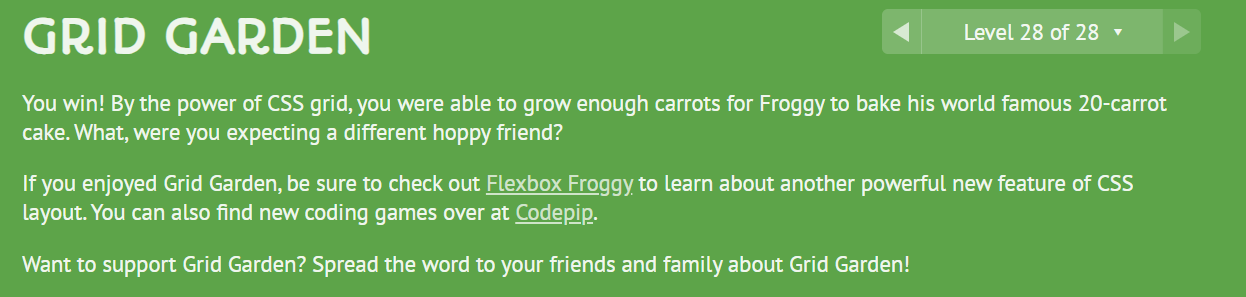 GRID GARDEN
Level 28 of 28
You win! By the power of CSS grid, you were able to grow enough carrots for Froggy to bake his world famous 20-carrot
cake. What, were you expecting a different hoppy friend?
If you enjoyed Grid Garden, be sure to check out Flexbox Froggy to learn about another powerful new feature of CSS
layout. You can also find new coding games over at Codepip.
Want to support Grid Garden? Spread the word to your friends and family about Grid Garden!